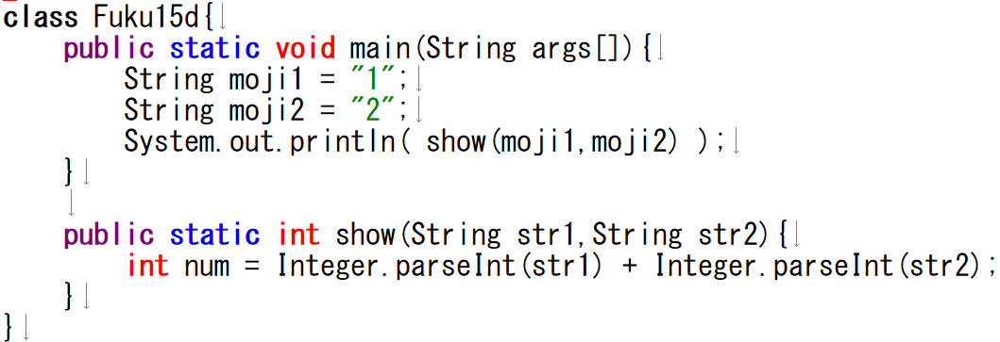 class Fuku15d{↓
    public static void main(String args[]){↓
        String moji1 = "1";↓
        String moji2 = "2";↓
        System.out.println( show(moji1,moji2) );↓
    }↓
    ↓
    public static int show(String str1,String str2){↓
        int num = Integer.parseInt(str1) + Integer.parseInt(str2);
    }↓
}↓